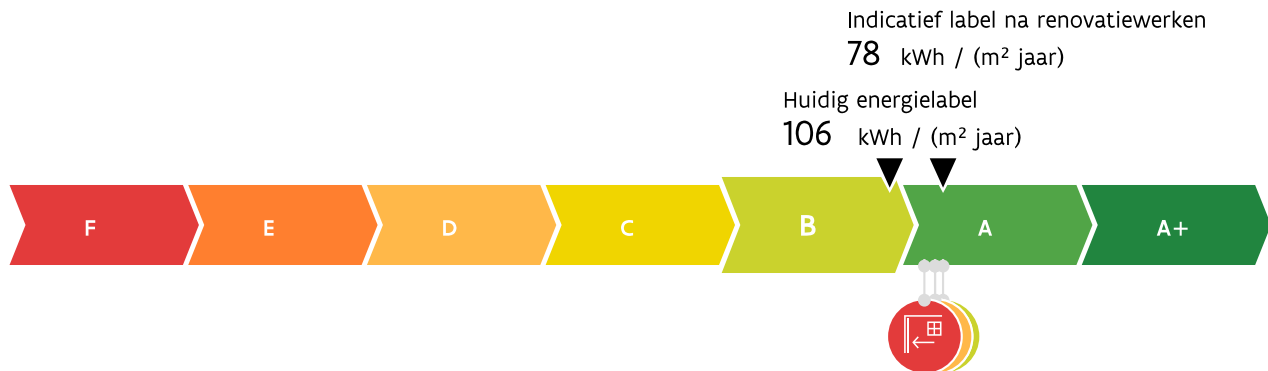 Indicatief label na renovatiewerken
78 kWh / (m² jaar)
Huidig energielabel
106 kWh / (m² jaar)
F E D C B A A+